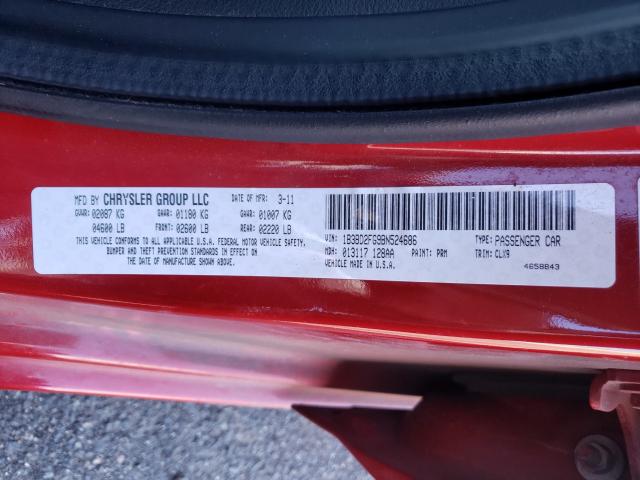 MFD BY CHRYSLER GROUP LLC DATE OF MFR: 3-11
GVWR: 02087 KG GAWR: 01180 KG GAWR: 01007 KG
04600 LB FRONT: 02600 LB REAR: 02220 LB
THIS VEHICLE CONFORMS TO ALL APPLICABLE U.S.A. FEDERAL MOTOR VEHICLE SAFETY,
BUMPER AND THEFT PREVENTION STANDARDS IN EFFECT ON
THE DATE OF MANUFACTURE SHOWN ABOVE.
VIN: 1B3BD2FG9BN524686 TYPE: PASSENGER CAR
MDH: 013117 128AA PAINT: PRM TRIM: CLX9
VEHICLE MADE IN U.S.A. 4658843